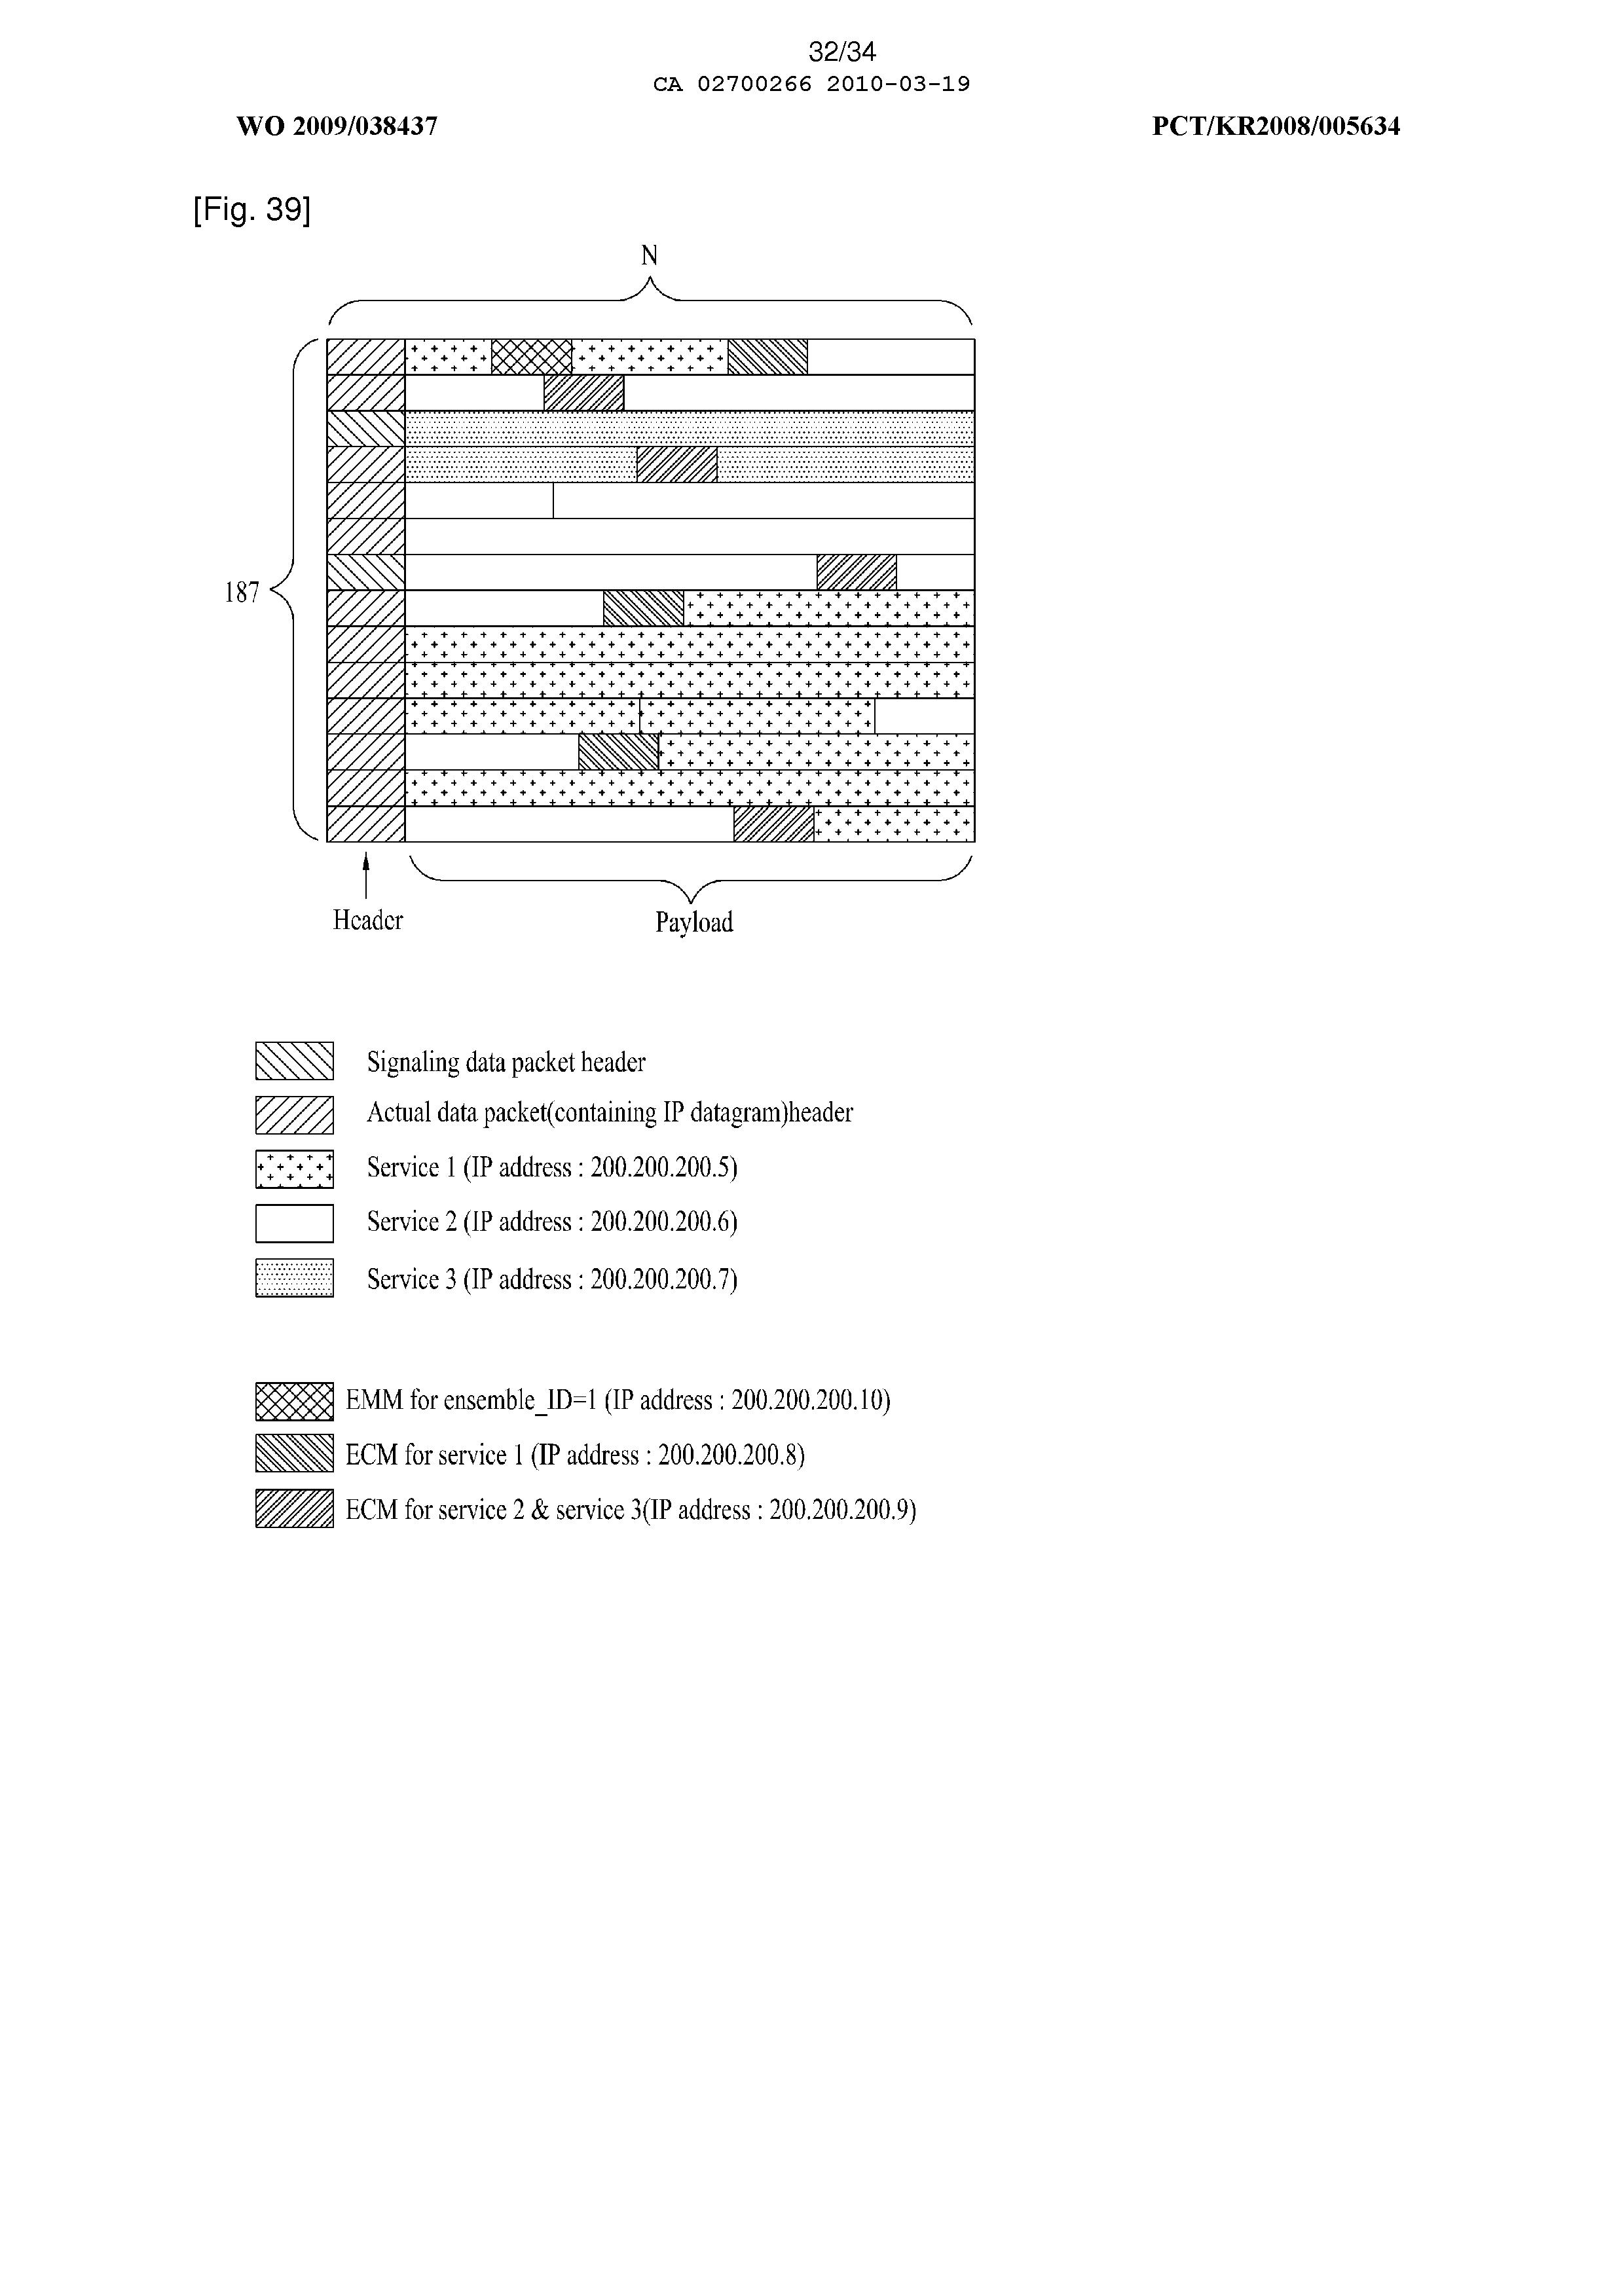 32/34
CA 02700266 2010-03-19
WO 2009/038437 PCT/KR2008/005634
[Fig. 39]
N
187
Header
Payload
Signaling data packet header
Actual data packet(containing IP datagram)header
Service 1 (IP address : 200.200.200.5)
Service 2 (IP address : 200.200.200.6)
Service 3 (IP address : 200.200.200.7)
EMM for ensemble_ID=1 (IP address : 200.200.200.10)
ECM for service 1 (IP address : 200.200.200.8)
ECM for service 2 & service 3(IP address : 200.200.200.9)